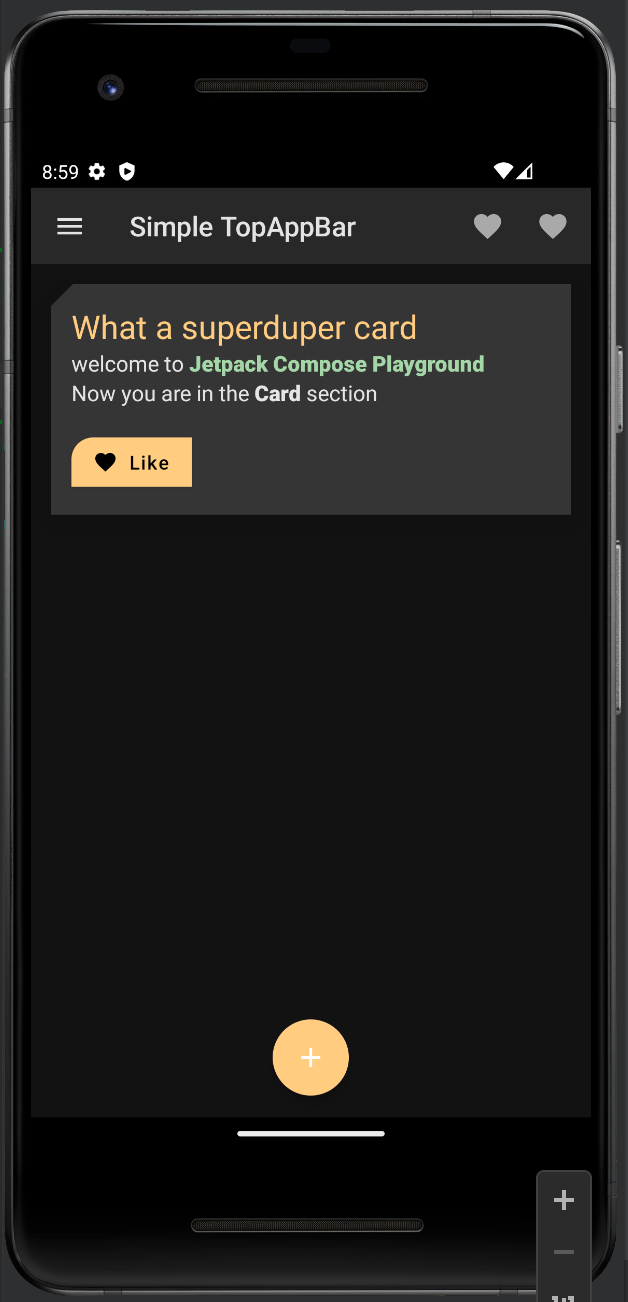 8:59
Simple TopAppBar
What a superduper card
welcome to Jetpack Compose Playground
Now you are in the Card section
Like